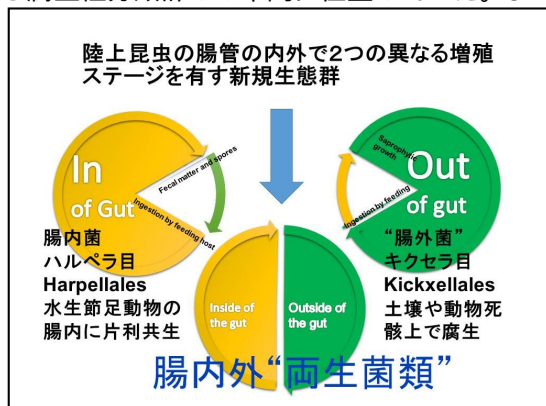 陸上昆虫の腸管の内外で2つの異なる増殖
ステージを有す新規生態群
In
of Gut
Fecal matter and spores
Ingestion by feeding host
Saprophytic
growth
Ingestion by feeding
Out
of gut
腸内菌
ハルペラ目
Harpellales
水生節足動物の
腸内に片利共生
Inside of
the gut
Outside of
the gut
“腸外菌”
キクセラ目
Kickxellales
土壌や動物死
骸上で腐生
腸内外“両生菌類”